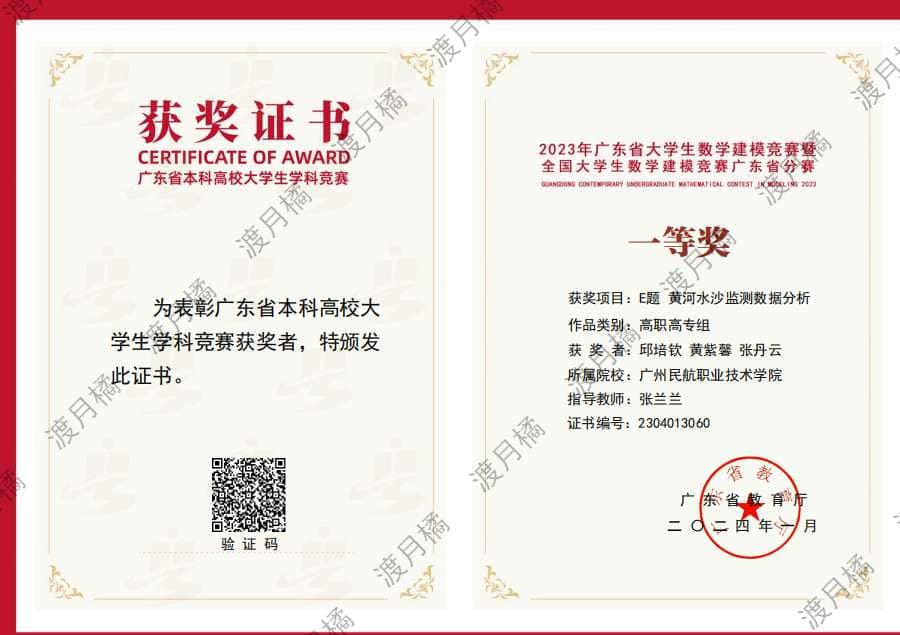 获奖证书
CERTIFICATE OF AWARD
广东省本科高校大学生学科竞赛
为表彰广东省本科高校大
学生学科竞赛获奖者，特颁发
此证书。
验证码
2023年广东省大学生数学建模竞赛暨
全国大学生数学建模竞赛广东省分赛
GUANGDONG CONTEMPORARY UNDERGRADUATE MATHEMATICAL CONTEST IN MODELING 2023
一等奖
获奖项目：E题 黄河水沙监测数据分析
作品类别：高职高专组
获 奖 者：邱培钦 黄紫馨 张丹云
所属院校：广州民航职业技术学院
指导教师：张兰兰
证书编号：2304013060
广东省教育厅
二〇二四年一月
广东省教育厅
渡月橘
渡月橘
渡月橘
渡月橘
渡月橘
渡月橘
渡月橘
渡月橘
渡月橘
渡月橘
渡月橘
渡月橘